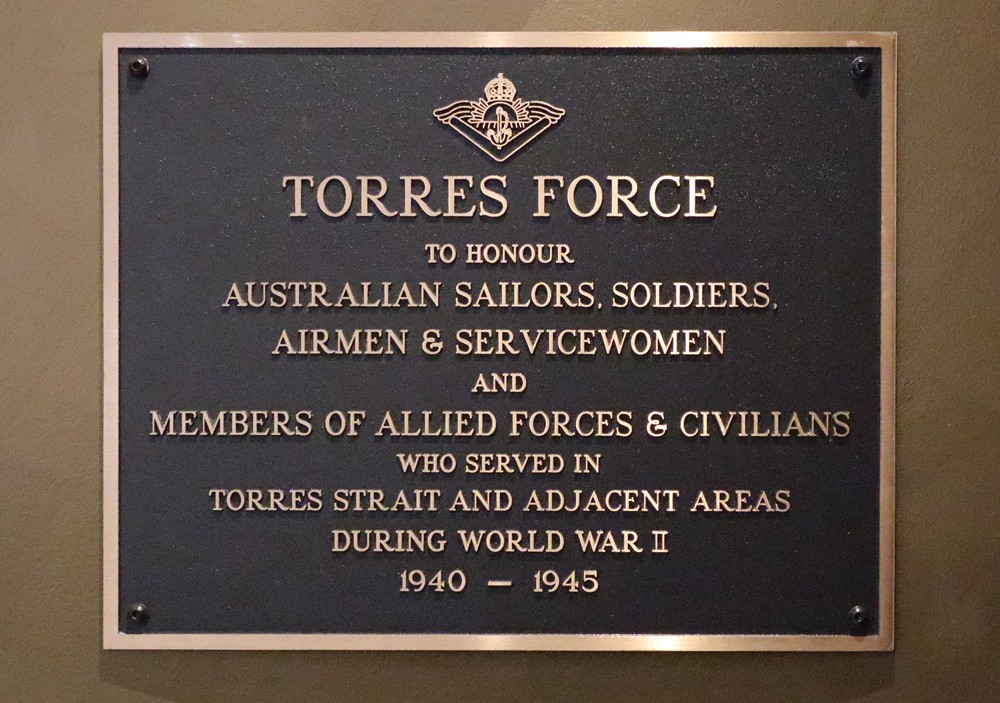 TORRES FORCE
TO HONOUR
AUSTRALIAN SAILORS, SOLDIERS,
AIRMEN & SERVICEWOMEN
AND
MEMBERS OF ALLIED FORCES & CIVILIANS
WHO SERVED IN
TORRES STRAIT AND ADJACENT AREAS
DURING WORLD WAR II
1940 — 1945